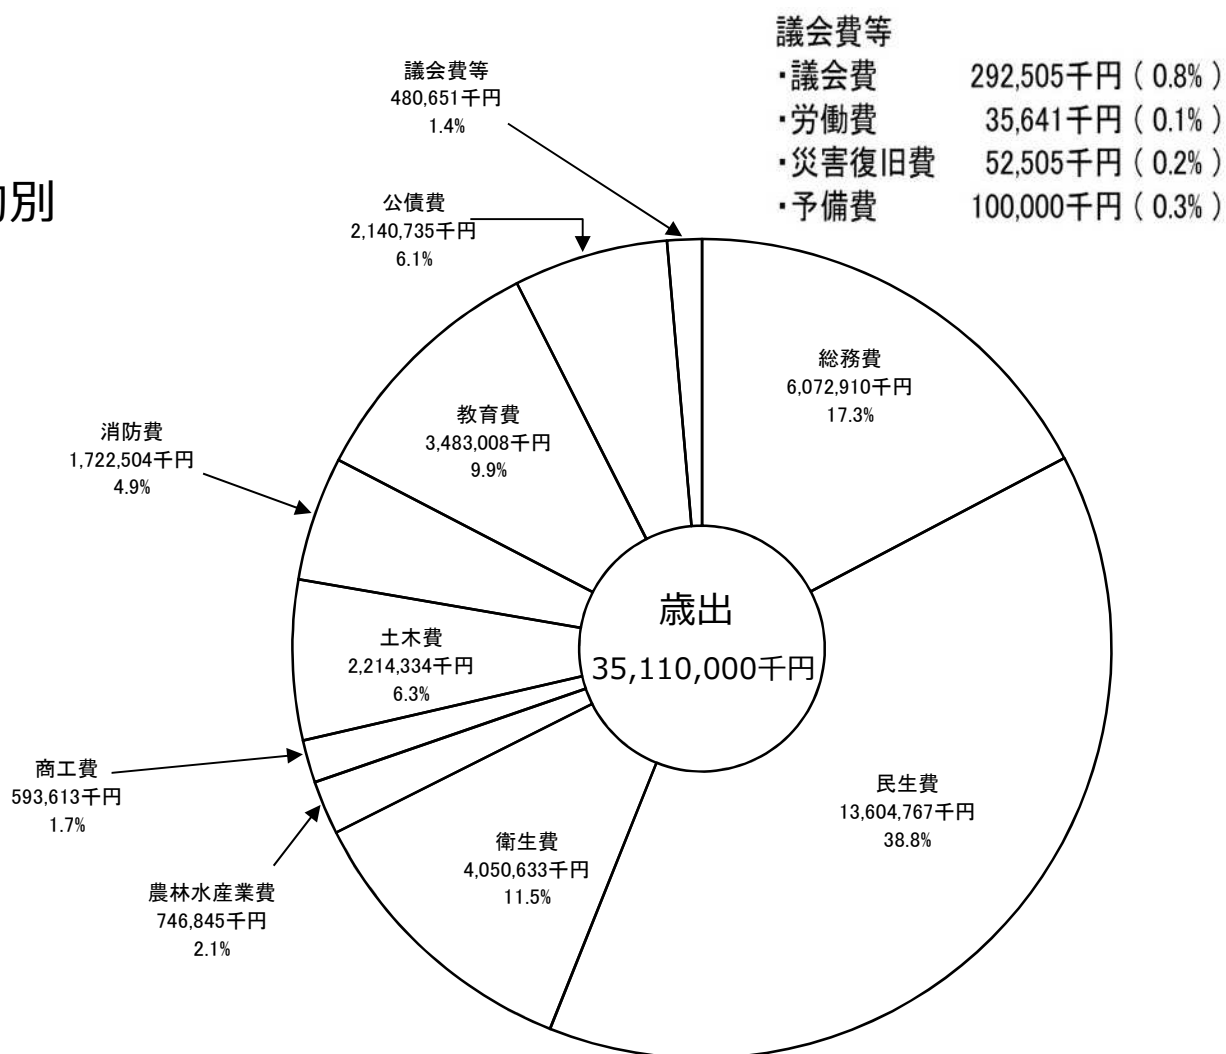 議会費等
・議会費 292,505千円 ( 0.8% )
・労働費 35,641千円 ( 0.1% )
・災害復旧費 52,505千円 ( 0.2% )
・予備費 100,000千円 ( 0.3% )
別
議会費等
480,651千円
1.4%
公債費
2,140,735千円
6.1%
総務費
6,072,910千円
17.3%
教育費
3,483,008千円
9.9%
消防費
1,722,504千円
4.9%
歳出
35,110,000千円
土木費
2,214,334千円
6.3%
商工費
593,613千円
1.7%
民生費
13,604,767千円
38.8%
衛生費
4,050,633千円
11.5%
農林水産業費
746,845千円
2.1%